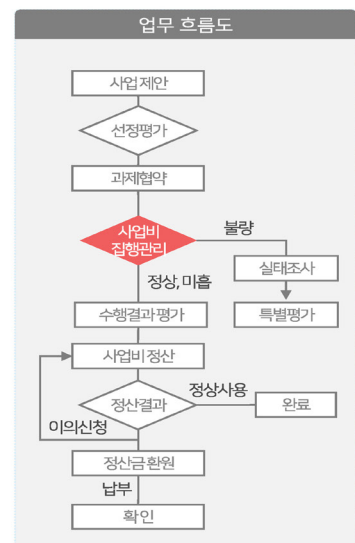 업무 흐름도
사업 제안
선정평가
과제협약
사업비
집행관리
불량
실태조사
정상, 미흡
수행결과 평가
특별평가
사업비 정산
정산결과
정상사용
완료
이의신청
정산금 환원
납부
확인